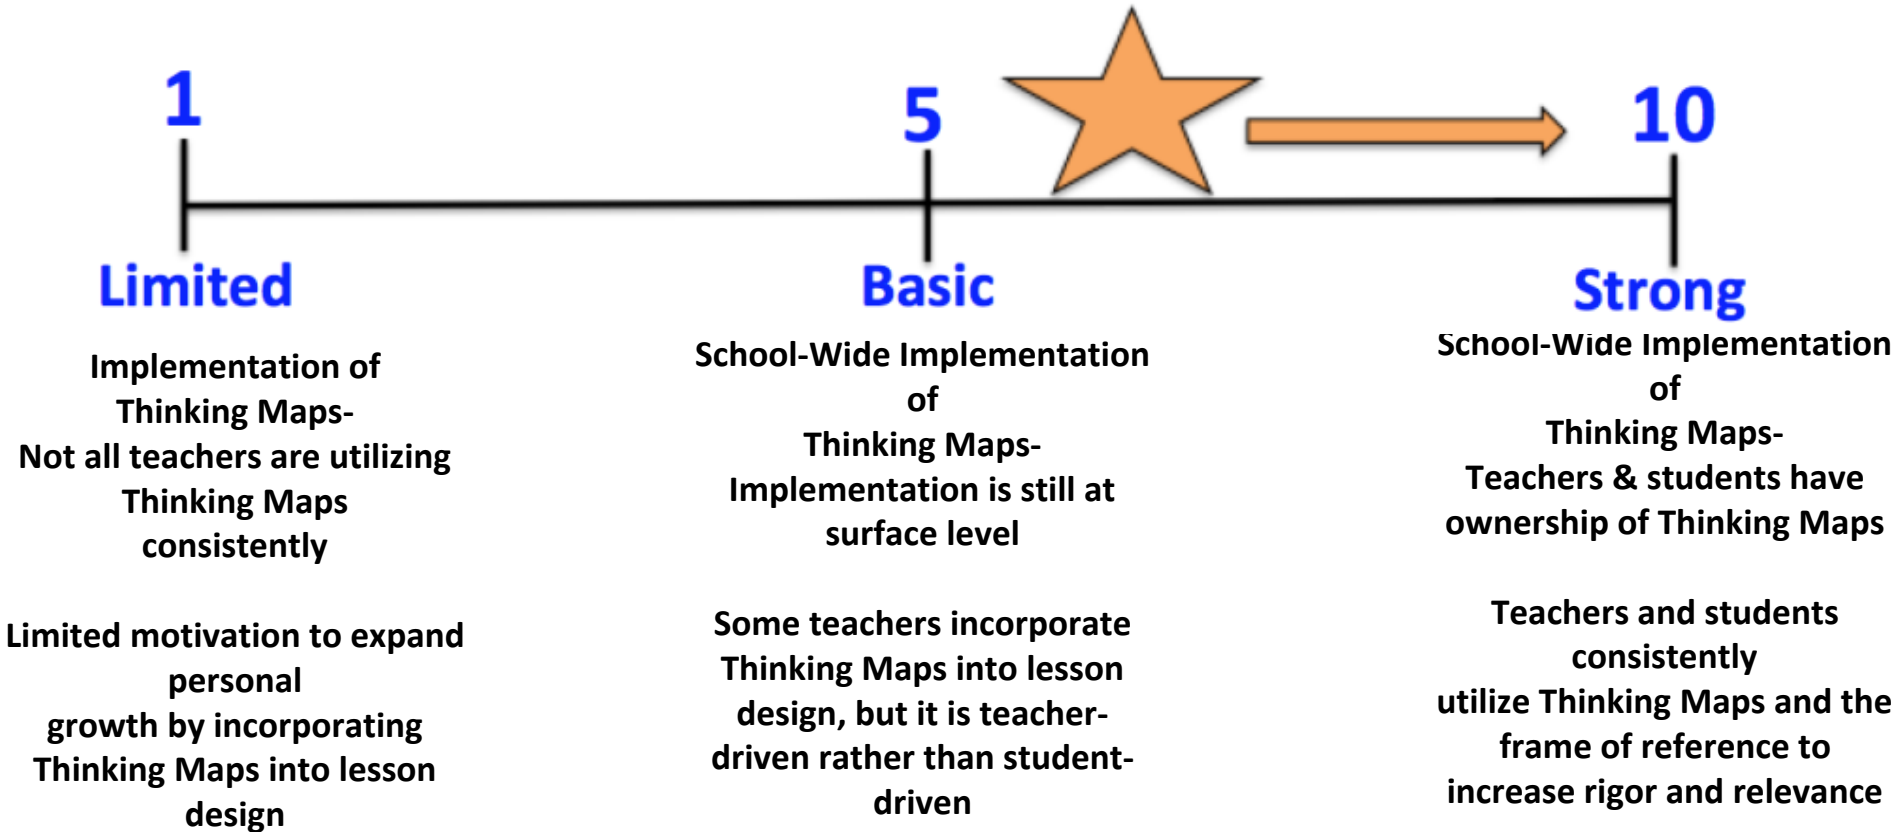 1
5
10
Limited
Basic
Strong
Implementation of
Thinking Maps-
Not all teachers are utilizing
Thinking Maps
consistently
Limited motivation to expand
personal
growth by incorporating
Thinking Maps into lesson
design
School-Wide Implementation
of
Thinking Maps-
Implementation is still at
surface level
Some teachers incorporate
Thinking Maps into lesson
design, but it is teacher-
driven rather than student-
driven
School-Wide Implementation
of
Thinking Maps-
Teachers & students have
ownership of Thinking Maps
Teachers and students
consistently
utilize Thinking Maps and the
frame of reference to
increase rigor and relevance